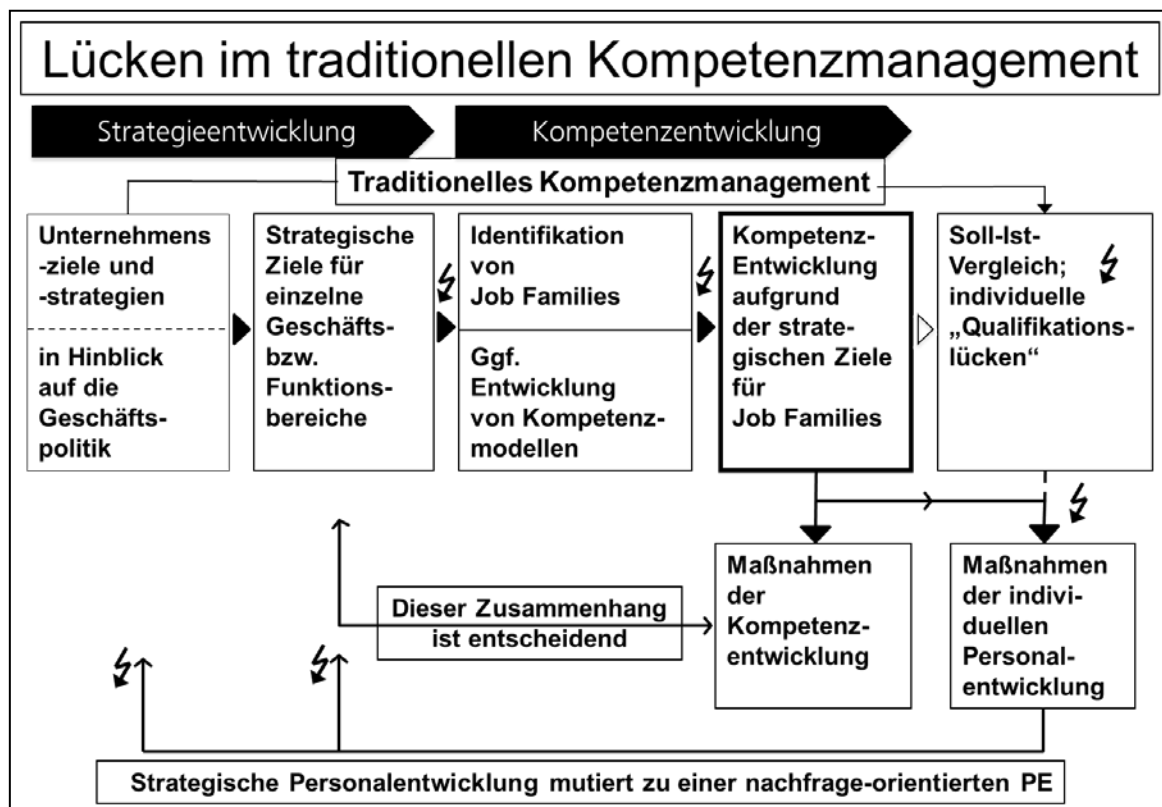 Lücken im traditionellen Kompetenzmanagement
Strategieentwicklung
Kompetenzentwicklung
Traditionelles Kompetenzmanagement
Unternehmens
-ziele und
-strategien
in Hinblick
auf die
Geschäfts-
politik
Strategische
Ziele für
einzelne
Geschäfts-
bzw.
Funktions-
bereiche
Identifikation
von
Job Families
Ggf.
Entwicklung
von Kompetenz-
modellen
Kompetenz-
Entwicklung
aufgrund
der strate-
gischen Ziele
für
Job Families
Soll-Ist-
Vergleich;
individuelle
„Qualifikations-
lücken“
Dieser Zusammenhang
ist entscheidend
Maßnahmen
der
Kompetenz-
entwicklung
Maßnahmen
der indivi-
duellen
Personal-
entwicklung
Strategische Personalentwicklung mutiert zu einer nachfrage-orientierten PE